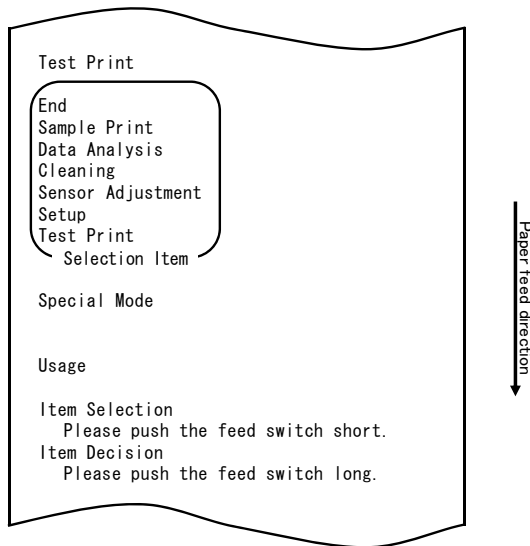 Test Print
End
Sample Print
Data Analysis
Cleaning
Sensor Adjustment
Setup
Test Print
Selection Item
Special Mode
Usage
Item Selection
Please push the feed switch short.
Item Decision
Please push the feed switch long.
Paper feed direction